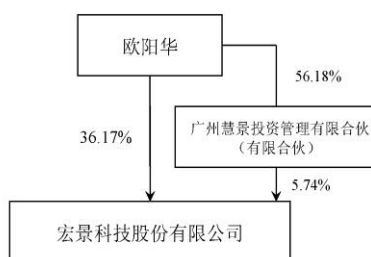 欧阳华
56.18%
36.17%
广州慧景投资管理有限合伙
（有限合伙）
5.74%
宏景科技股份有限公司